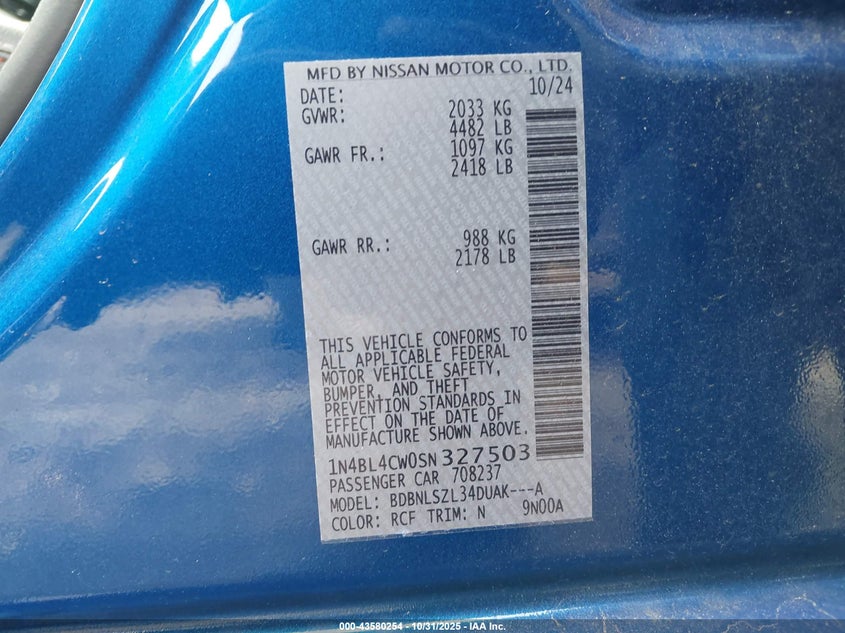 MFD BY NISSAN MOTOR CO., LTD.
DATE: 10/24
GVWR: 2033 KG
4482 LB
GAWR FR.: 1097 KG
2418 LB
GAWR RR.: 988 KG
2178 LB
THIS VEHICLE CONFORMS TO
ALL APPLICABLE FEDERAL
MOTOR VEHICLE SAFETY,
BUMPER, AND THEFT
PREVENTION STANDARDS IN
EFFECT ON THE DATE OF
MANUFACTURE SHOWN ABOVE.
1N4BL4CW0SN327503
PASSENGER CAR 708237
MODEL: BDBNLSZL34DUAK---A
COLOR: RCF TRIM: N 9N00A
000-43580254 - 10/31/2025 - IAA Inc.